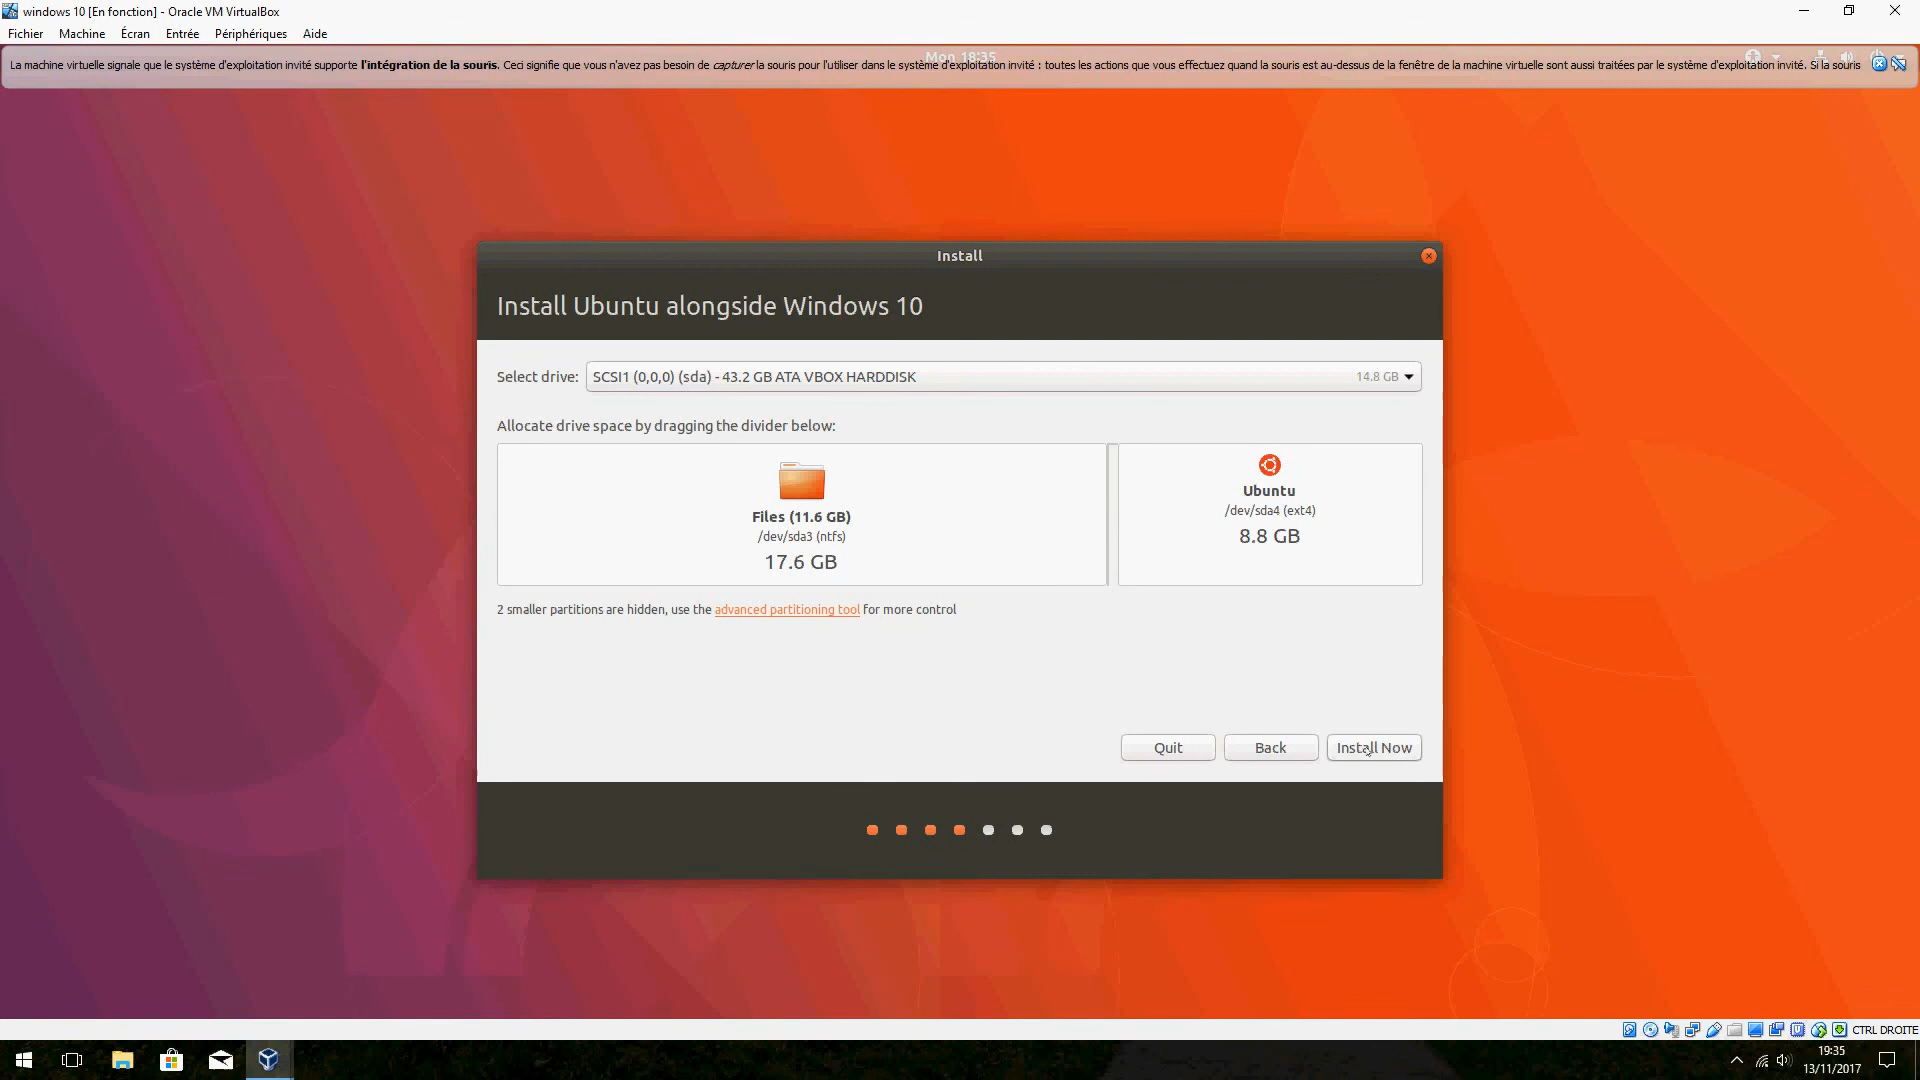 windows 10 [En fonction] - Oracle VM VirtualBox
Fichier Machine Écran Entrée Périphériques Aide
Mon 18:35
La machine virtuelle signale que le système d'exploitation invité supporte l'intégration de la souris. Ceci signifie que vous n'avez pas besoin de capturer la souris pour l'utiliser dans le système d'exploitation invité : toutes les actions que vous effectuez quand la souris est au-dessus de la fenêtre de la machine virtuelle sont aussi traitées par le système d'exploitation invité. Si la souris
Install
Install Ubuntu alongside Windows 10
Select drive: SCSI1 (0,0,0) (sda) - 43.2 GB ATA VBOX HARDDISK 14.8 GB
Allocate drive space by dragging the divider below:
Files (11.6 GB)
/dev/sda3 (ntfs)
17.6 GB
Ubuntu
/dev/sda4 (ext4)
8.8 GB
2 smaller partitions are hidden, use the advanced partitioning tool for more control
Quit Back Install Now
CTRL DROITE
19:35
13/11/2017